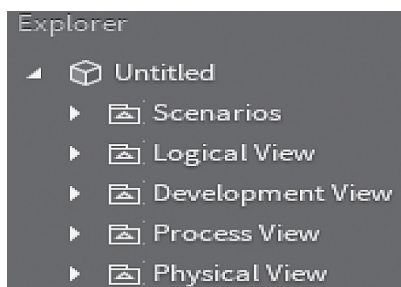 Explorer
Untitled
Scenarios
Logical View
Development View
Process View
Physical View